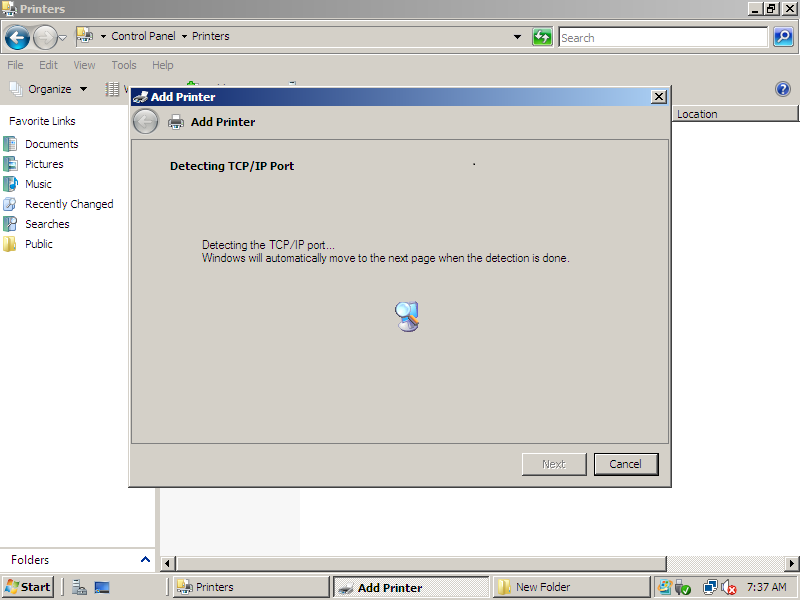 Printers
Control Panel Printers
Search
File Edit View Tools Help
Organize
Add Printer
Add Printer
Location
Favorite Links
Documents
Pictures
Music
Recently Changed
Searches
Public
Detecting TCP/IP Port
Detecting the TCP/IP port...
Windows will automatically move to the next page when the detection is done.
Next Cancel
Folders
Start Printers Add Printer New Folder 7:37 AM